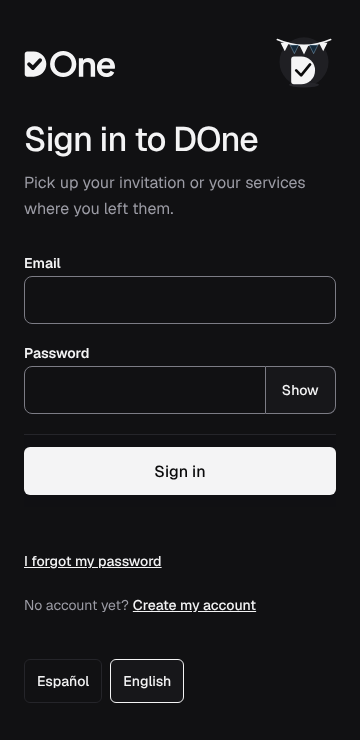 DOne
Sign in to DOne
Pick up your invitation or your services
where you left them.
Email
Password
Show
Sign in
I forgot my password
No account yet? Create my account
Español
English